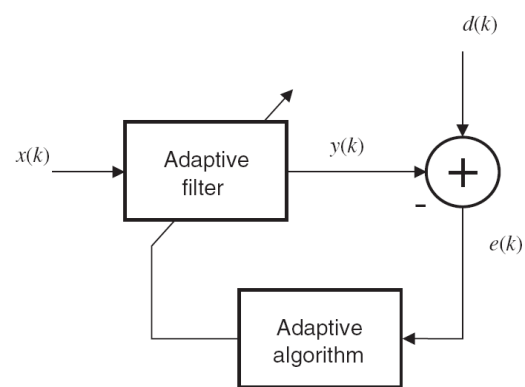 d(k)
x(k)
Adaptive
filter
y(k)
+
-
e(k)
Adaptive
algorithm